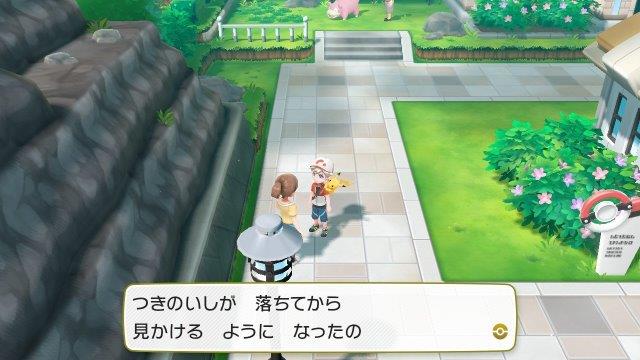 つきのいしが　落ちてから
見かける　ように　なったの